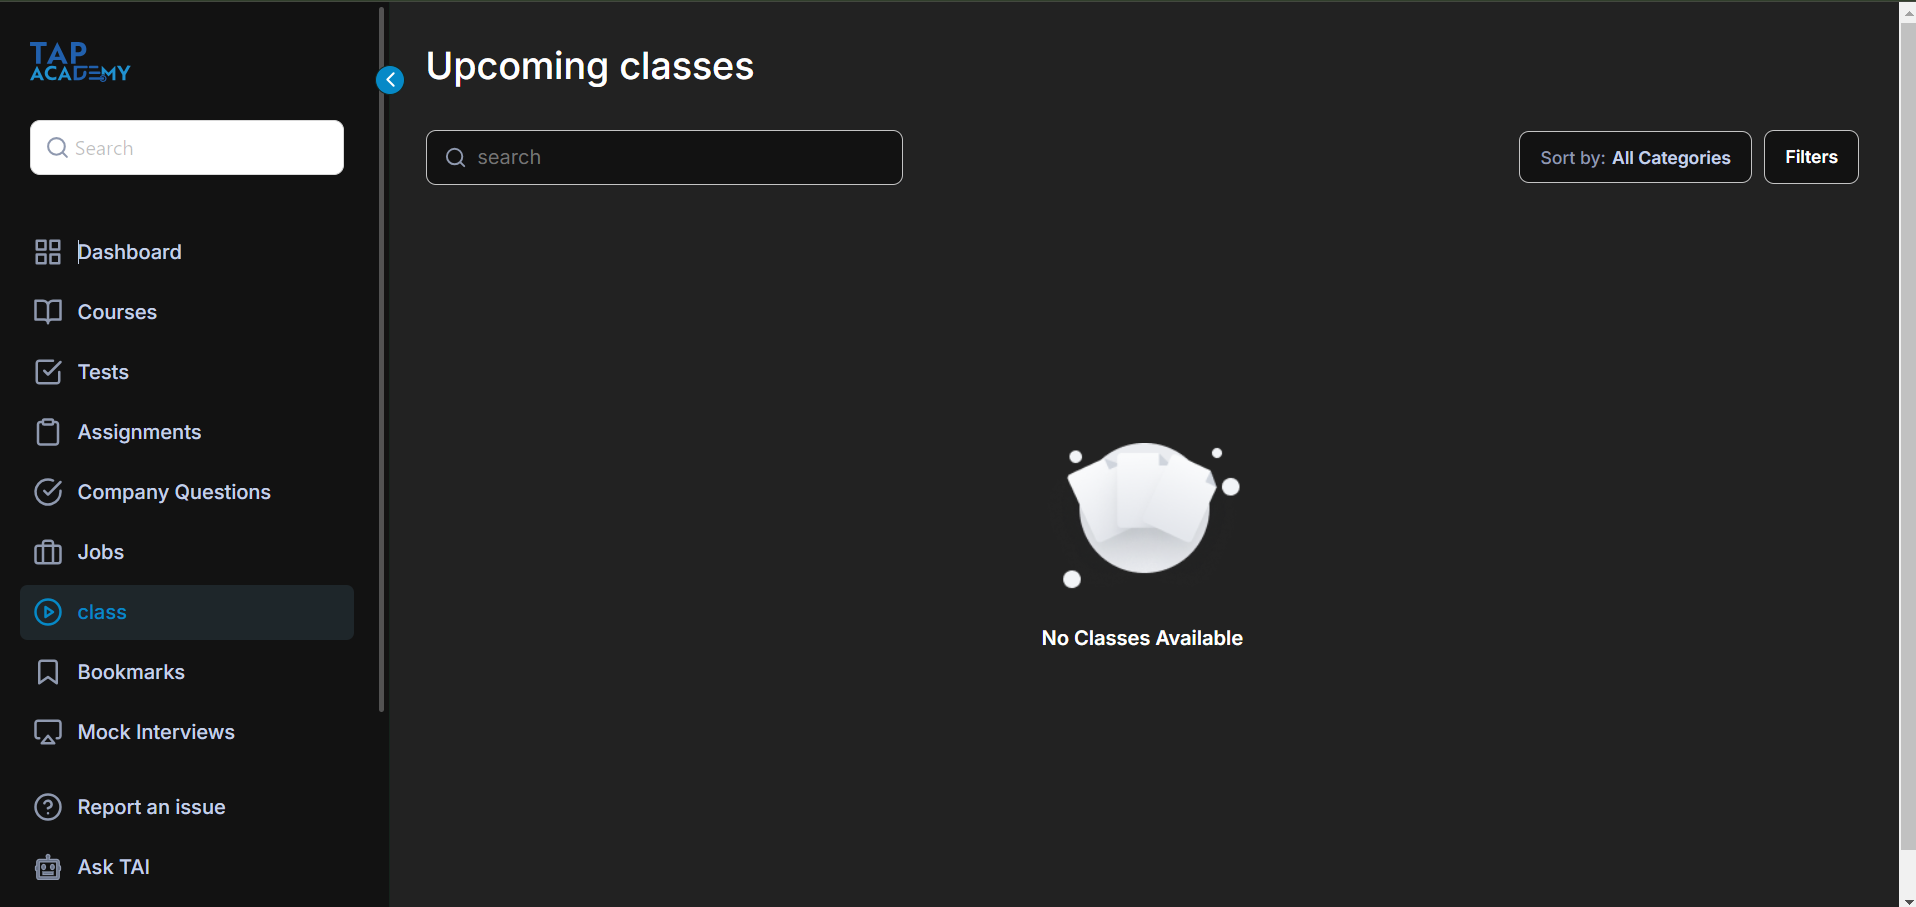 TAP
ACADEMY
Search
Dashboard
Courses
Tests
Assignments
Company Questions
Jobs
class
Bookmarks
Mock Interviews
Report an issue
Ask TAI
Upcoming classes
search
Sort by: All Categories
Filters
No Classes Available